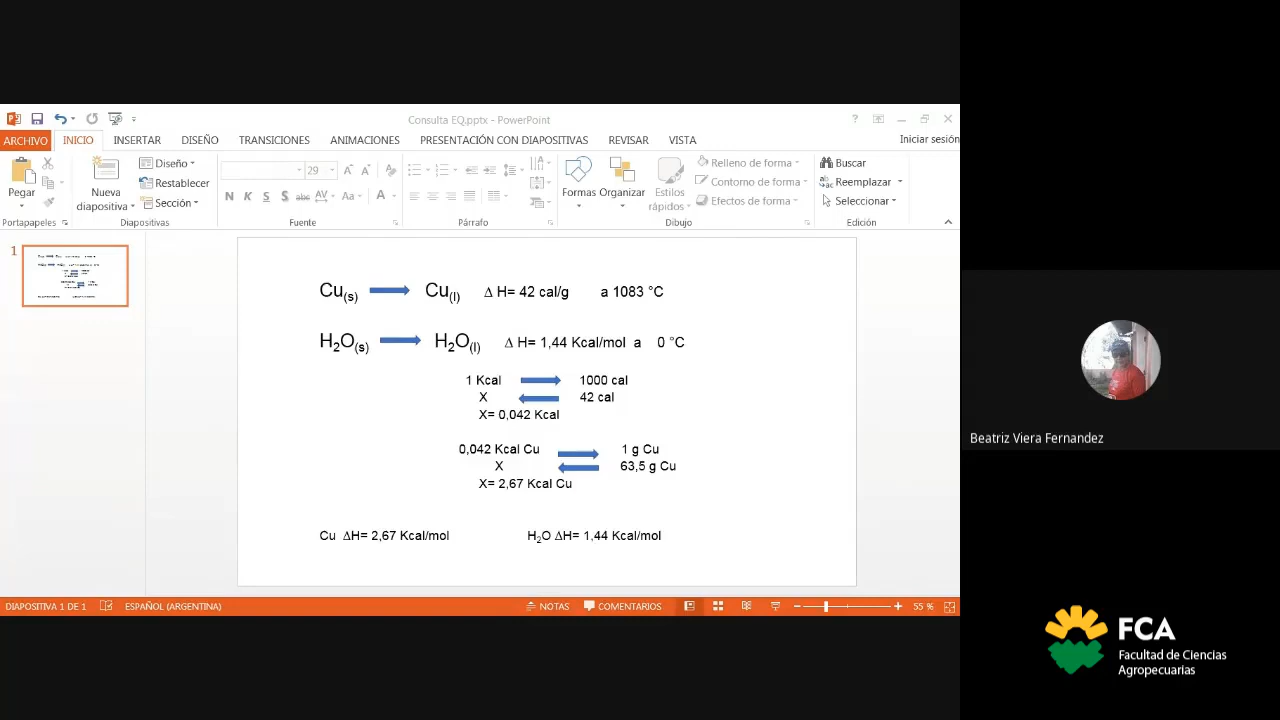 Consulta EQ.pptx - PowerPoint
ARCHIVO INICIO INSERTAR DISEÑO TRANSICIONES ANIMACIONES PRESENTACIÓN CON DIAPOSITIVAS REVISAR VISTA Iniciar sesión
Pegar
Portapapeles
Nueva diapositiva
Diseño
Restablecer
Sección
Diapositivas
29
N K S S abc AV Aa A
Fuente
Párrafo
Formas
Organizar
Estilos rápidos
Relleno de forma
Contorno de forma
Efectos de forma
Dibujo
Buscar
Reemplazar
Seleccionar
Edición
1
Cu(s) Cu(l) Δ H= 42 cal/g a 1083 °C
H2O(s) H2O(l) Δ H= 1,44 Kcal/mol a 0 °C
1 Kcal 1000 cal
X 42 cal
X= 0,042 Kcal
0,042 Kcal Cu 1 g Cu
X 63,5 g Cu
X= 2,67 Kcal Cu
Cu ΔH= 2,67 Kcal/mol H2O ΔH= 1,44 Kcal/mol
DIAPOSITIVA 1 DE 1 ESPAÑOL (ARGENTINA) NOTAS COMENTARIOS 55 %
Beatriz Viera Fernandez
FCA
Facultad de Ciencias
Agropecuarias